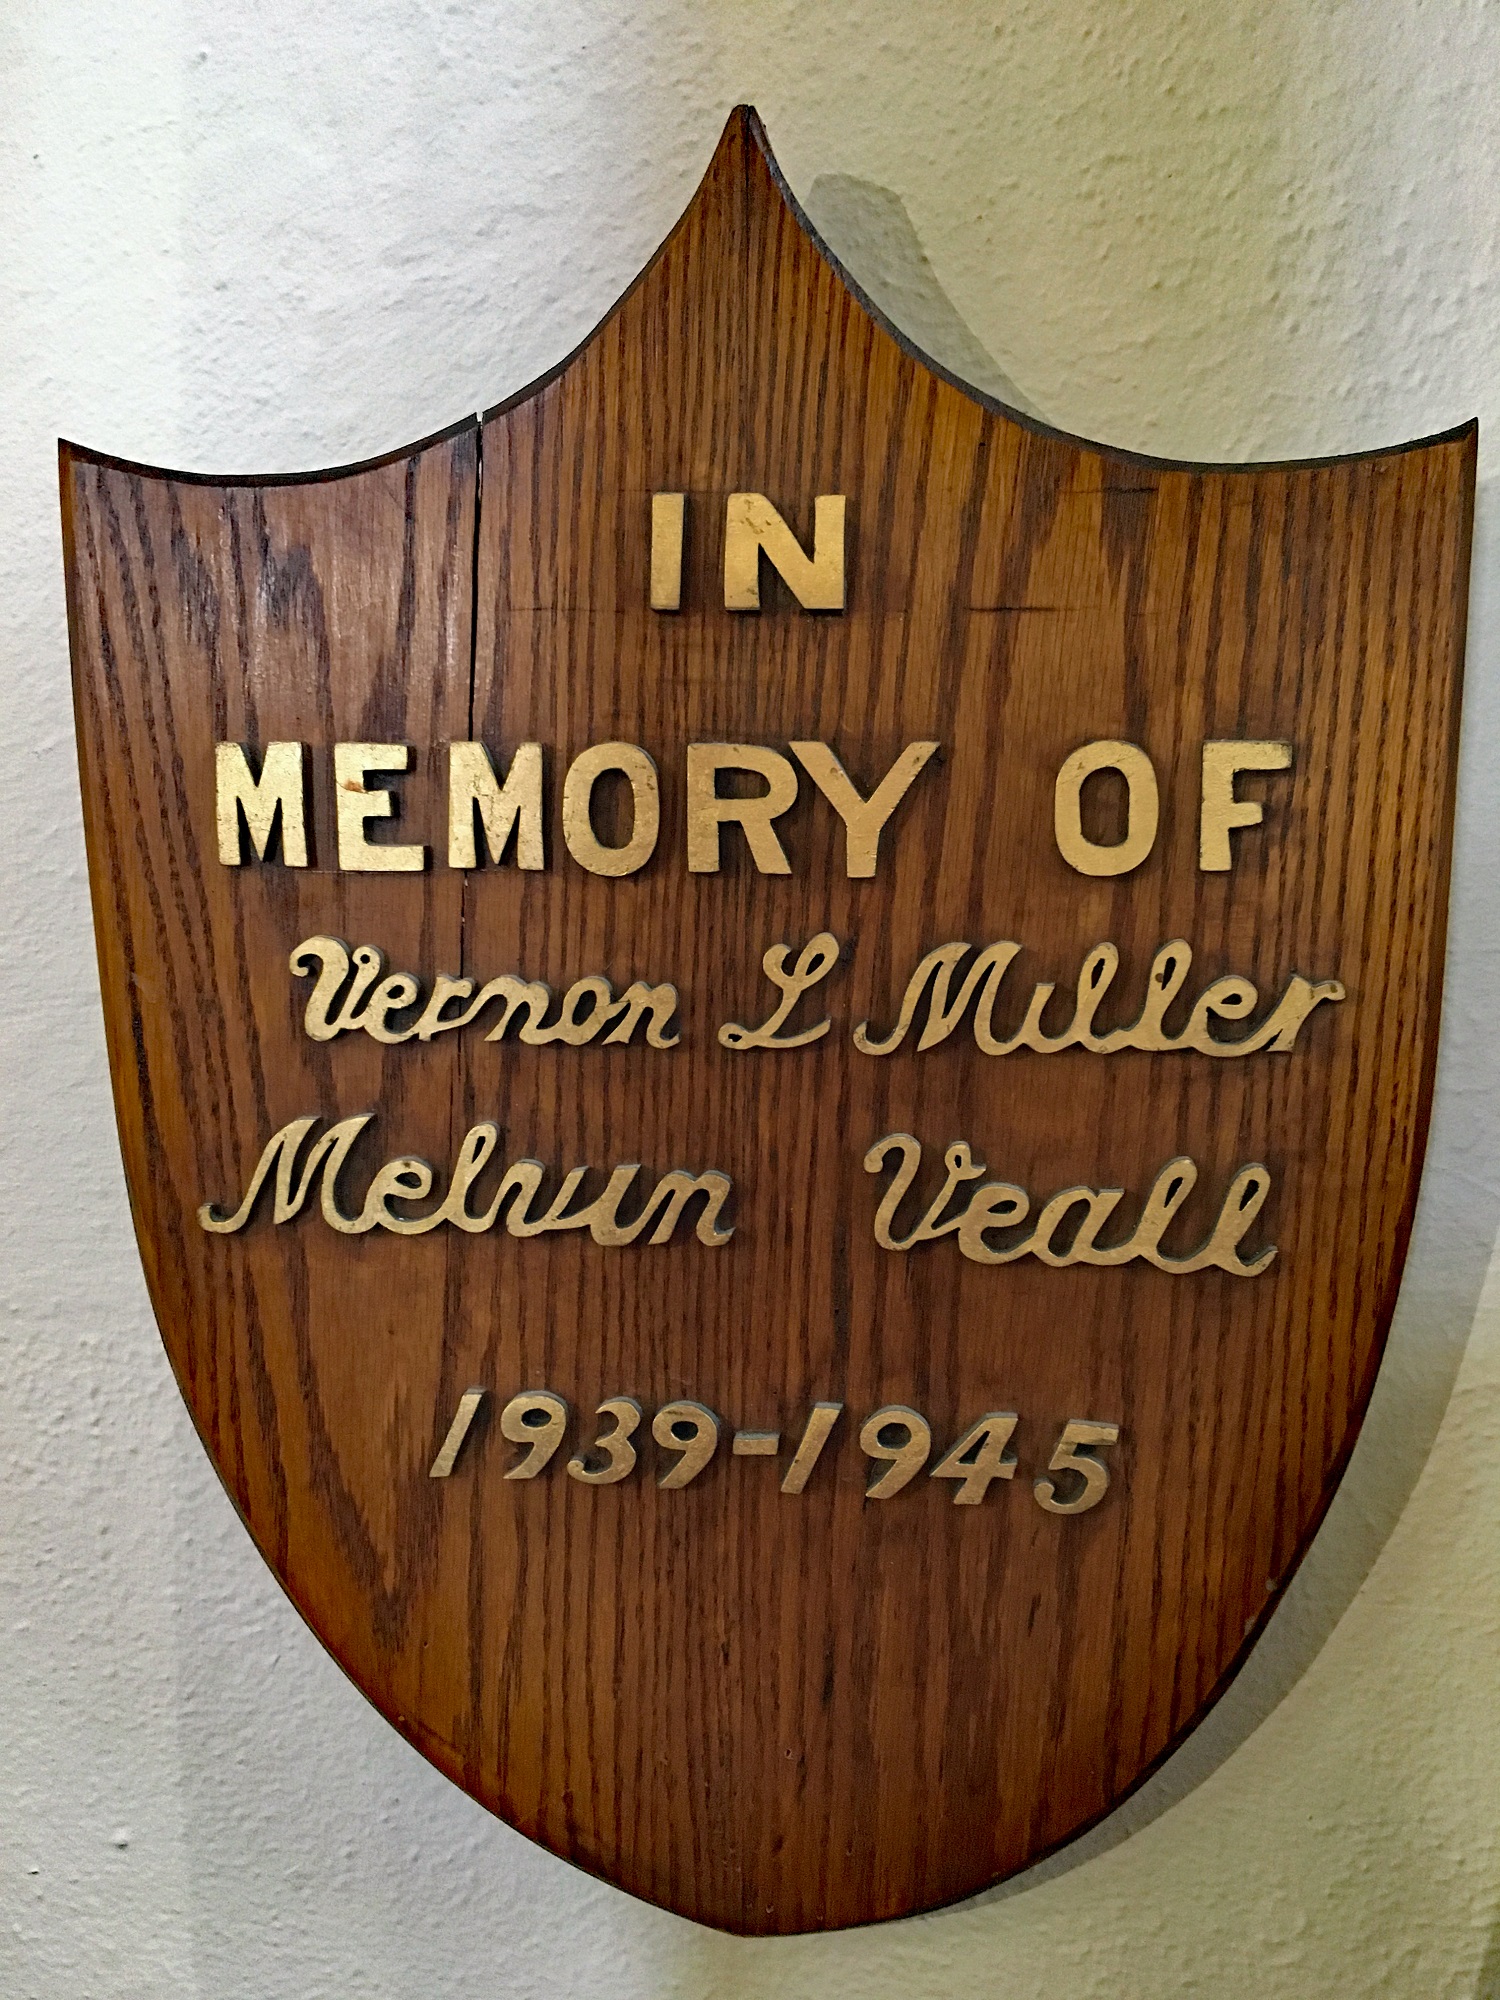 IN
MEMORY OF
Vernon L Miller
Melvin Veall
1939-1945